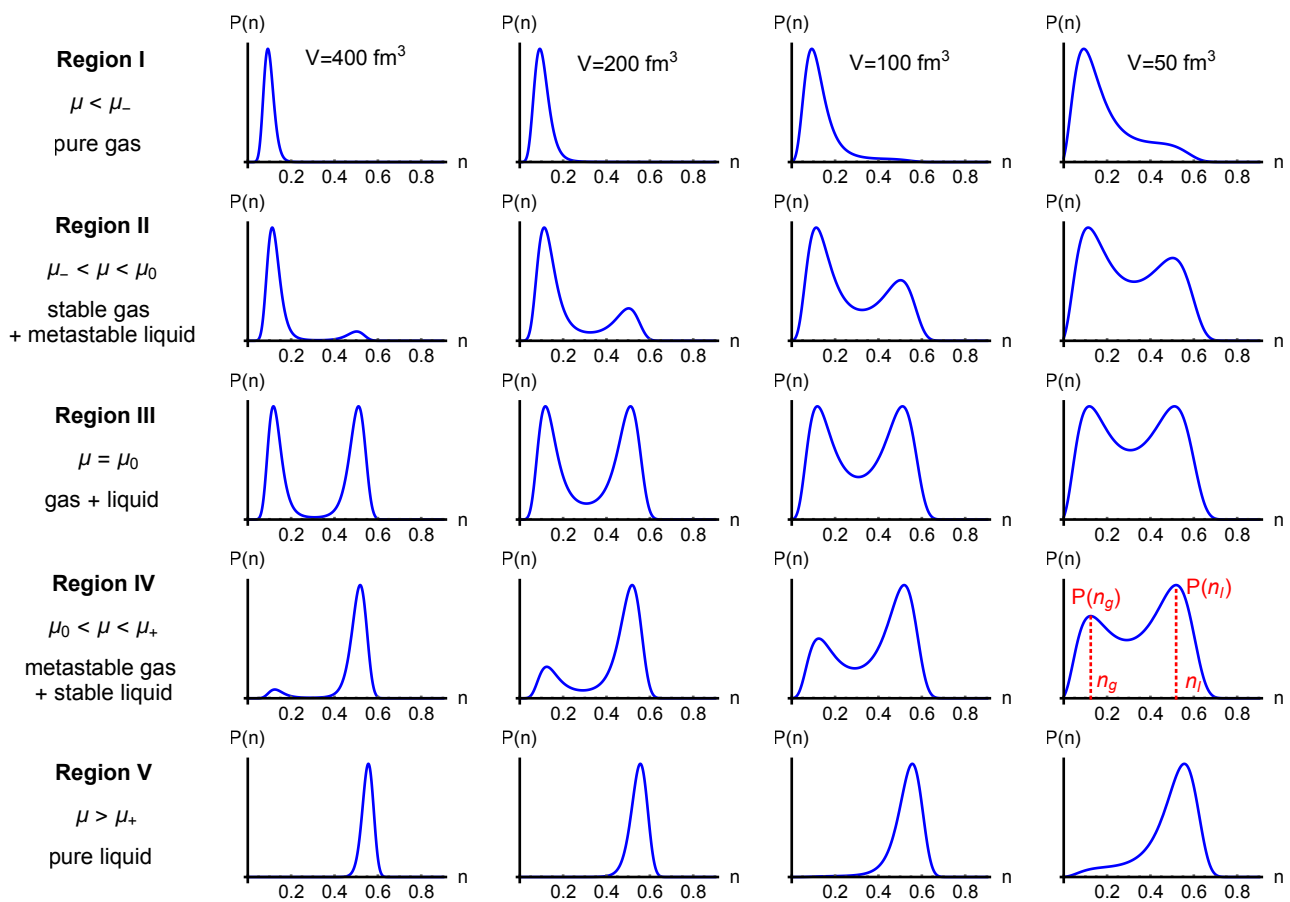 P(n) P(n) P(n) P(n)
Region I
V=400 fm³ V=200 fm³ V=100 fm³ V=50 fm³
μ < μ₋
pure gas
n n n n
0.2 0.4 0.6 0.8 0.2 0.4 0.6 0.8 0.2 0.4 0.6 0.8 0.2 0.4 0.6 0.8
P(n) P(n) P(n) P(n)
Region II
μ₋ < μ < μ₀
stable gas
+ metastable liquid
n n n n
0.2 0.4 0.6 0.8 0.2 0.4 0.6 0.8 0.2 0.4 0.6 0.8 0.2 0.4 0.6 0.8
P(n) P(n) P(n) P(n)
Region III
μ = μ₀
gas + liquid
n n n n
0.2 0.4 0.6 0.8 0.2 0.4 0.6 0.8 0.2 0.4 0.6 0.8 0.2 0.4 0.6 0.8
P(n) P(n) P(n) P(n)
Region IV
P(n_g) P(n_l)
μ₀ < μ < μ₊
metastable gas
+ stable liquid
n_g n_l
n n n n
0.2 0.4 0.6 0.8 0.2 0.4 0.6 0.8 0.2 0.4 0.6 0.8 0.2 0.4 0.6 0.8
P(n) P(n) P(n) P(n)
Region V
μ > μ₊
pure liquid
n n n n
0.2 0.4 0.6 0.8 0.2 0.4 0.6 0.8 0.2 0.4 0.6 0.8 0.2 0.4 0.6 0.8